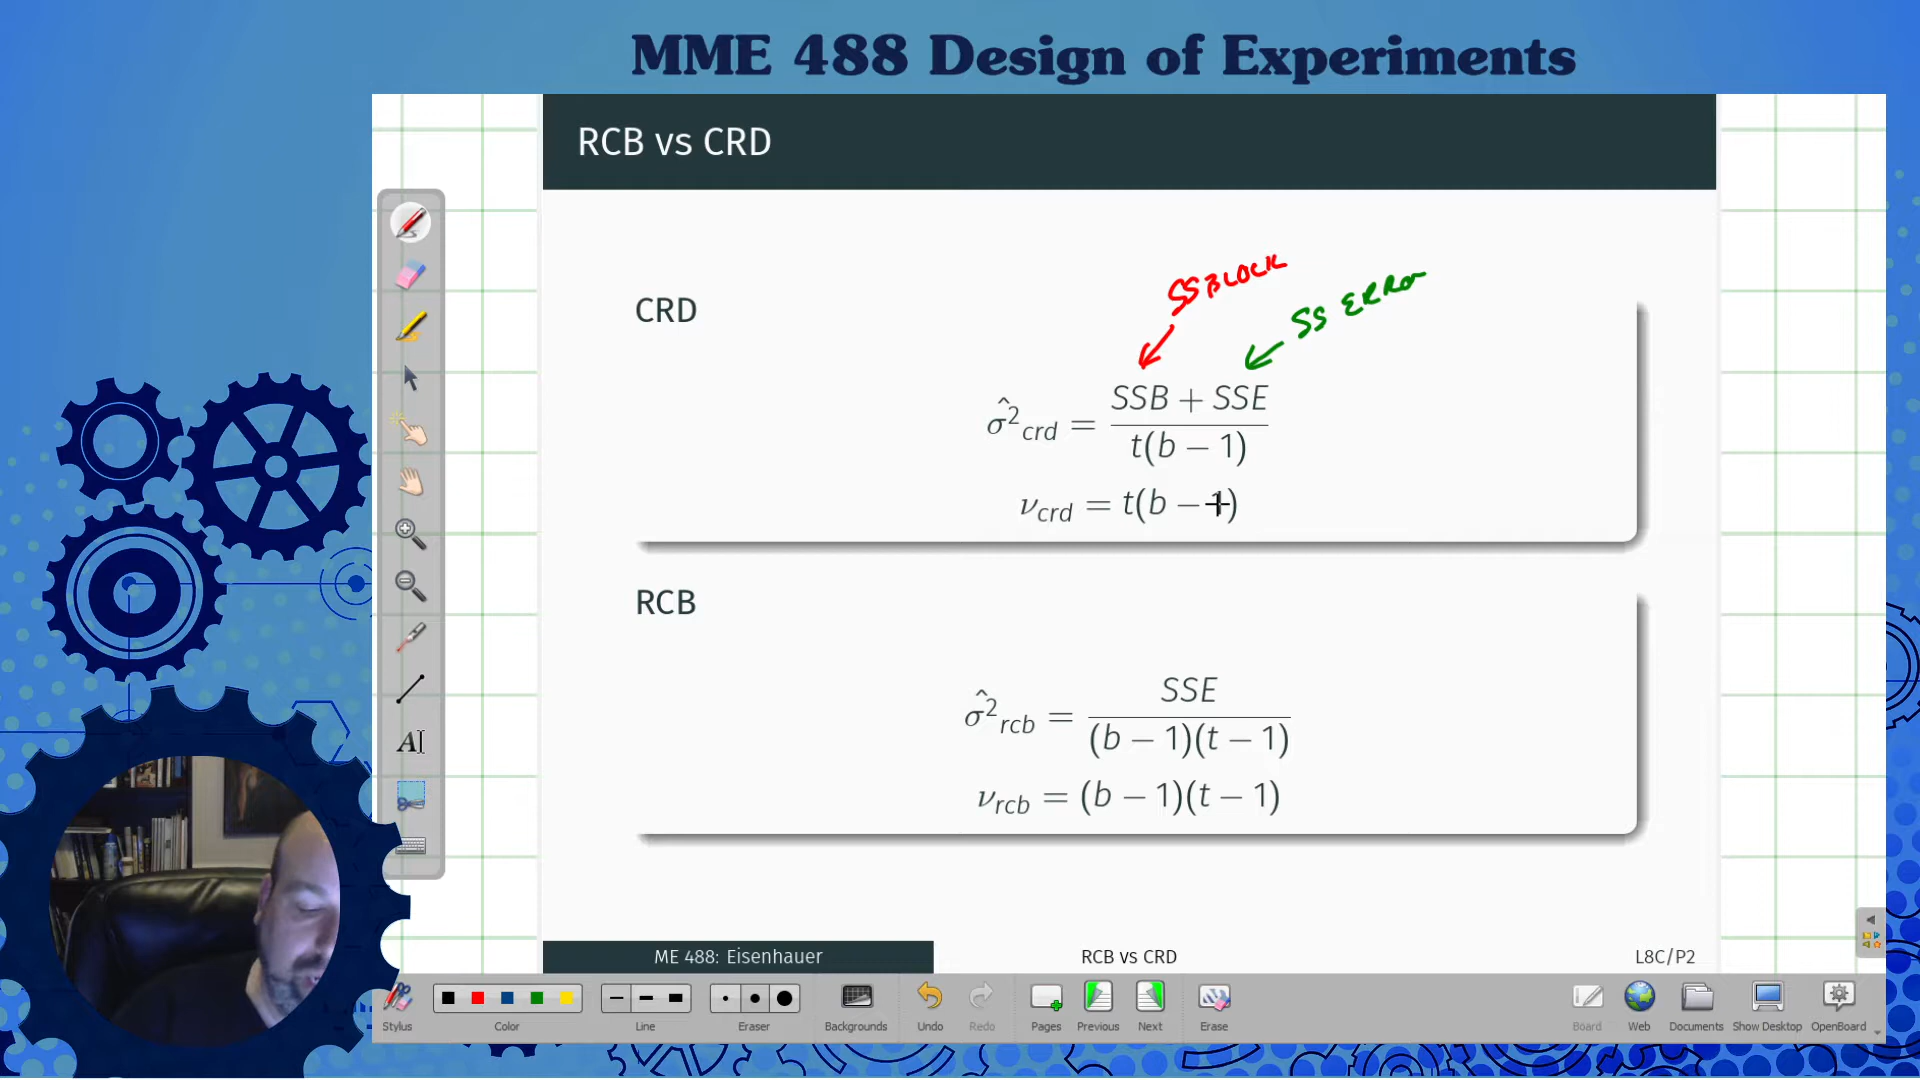 MME 488 Design of Experiments
RCB vs CRD
SS BLOCK
SS ERROR
CRD
σ̂²crd = (SSB + SSE) / (t(b − 1))
νcrd = t(b − 1)
RCB
σ̂²rcb = SSE / ((b − 1)(t − 1))
νrcb = (b − 1)(t − 1)
ME 488: Eisenhauer
RCB vs CRD
L8C/P2
Stylus
Color
Line
Eraser
Backgrounds
Undo
Redo
Pages
Previous
Next
Erase
Board
Web
Documents
Show Desktop
OpenBoard